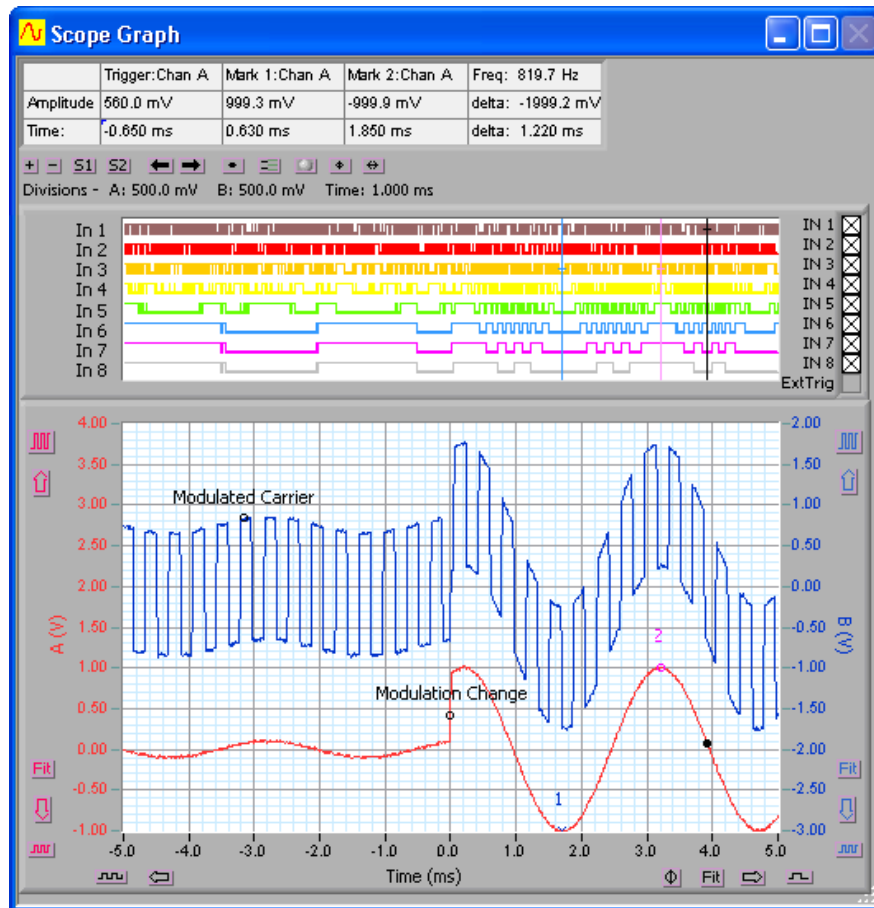 Scope Graph
Trigger:Chan A Mark 1:Chan A Mark 2:Chan A Freq: 819.7 Hz
Amplitude 560.0 mV 999.3 mV -999.9 mV delta: -1999.2 mV
Time: -0.650 ms 0.630 ms 1.850 ms delta: 1.220 ms
+ - S1 S2
Divisions - A: 500.0 mV B: 500.0 mV Time: 1.000 ms
In 1 IN 1
In 2 IN 2
In 3 IN 3
In 4 IN 4
In 5 IN 5
In 6 IN 6
In 7 IN 7
In 8 IN 8
ExtTrig
4.00 2.00
3.50 1.50
3.00 1.00
Modulated Carrier
2.50 0.50
2.00 0.00
1.50 -0.50
A (V) 2 B (V)
1.00 -1.00
Modulation Change
0.50 -1.50
0.00 -2.00
Fit Fit
-0.50 -2.50
1
-1.00 -3.00
-5.0 -4.0 -3.0 -2.0 -1.0 0.0 1.0 2.0 3.0 4.0 5.0
Time (ms) Φ Fit